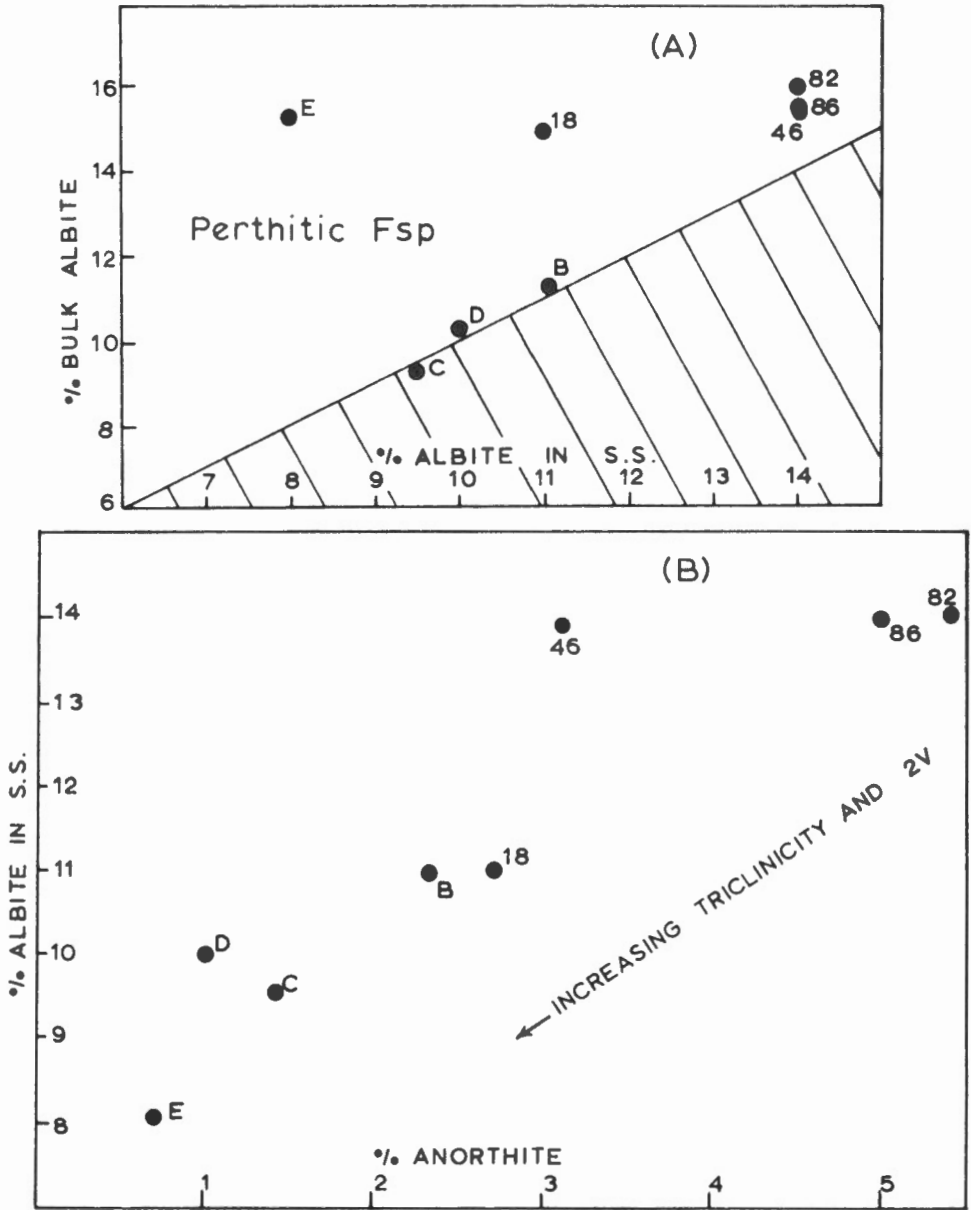 (A)
16
14
12
10
8
6
% BULK ALBITE
E
18
82
86
46
Perthitic Fsp
B
D
C
% ALBITE IN S.S.
7 8 9 10 11 12 13 14
(B)
14
13
12
11
10
9
8
% ALBITE IN S.S.
82
86
46
18
B
D
C
E
INCREASING TRICLINICITY AND 2V
% ANORTHITE
1 2 3 4 5